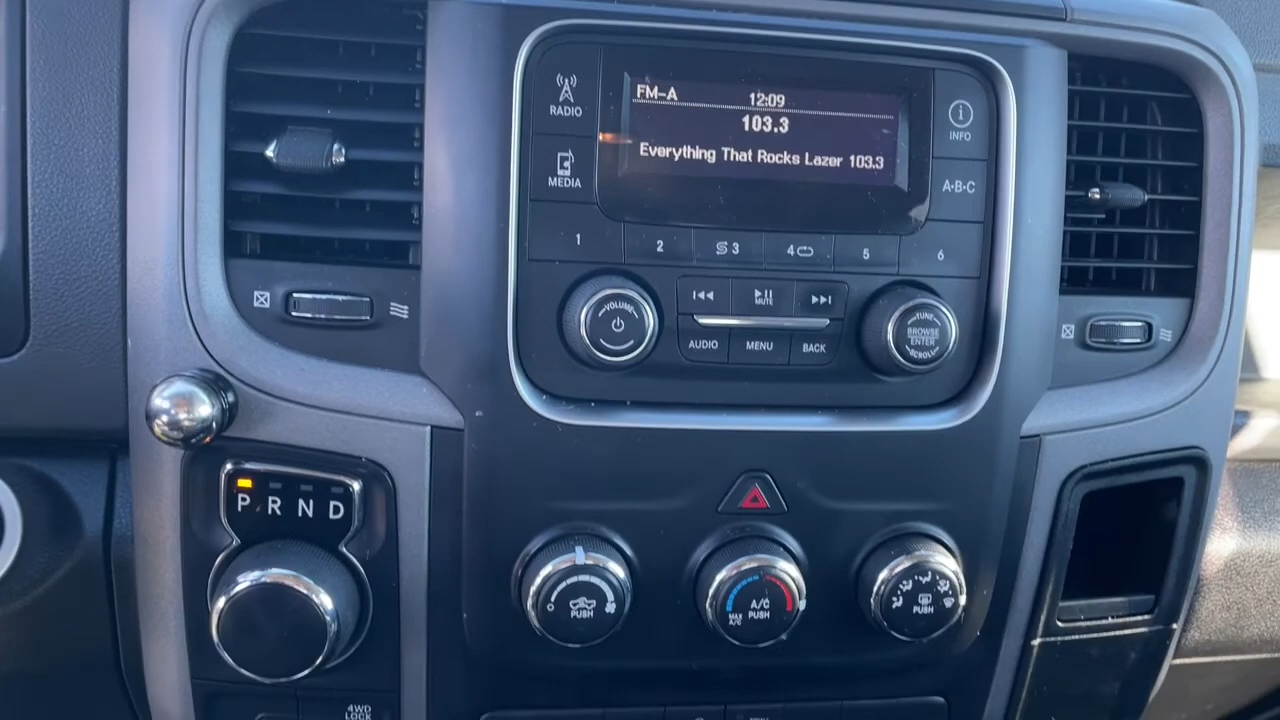 RADIO
MEDIA
FM-A
12:09
103.3
Everything That Rocks Lazer 103.3
INFO
A•B•C
1
2
3
4
5
6
VOLUME
MUTE
AUDIO
MENU
BACK
TUNE
BROWSE
ENTER
SCROLL
P R N D
PUSH
A/C
PUSH
MAX
A/C
PUSH
4WD
LOCK